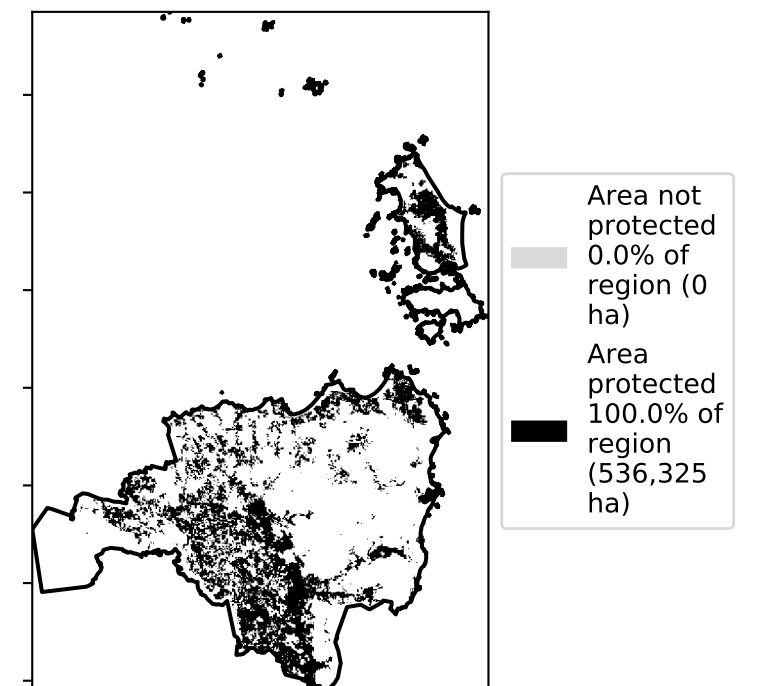 Area not
protected
0.0% of
region (0
ha)
Area
protected
100.0% of
region
(536,325
ha)